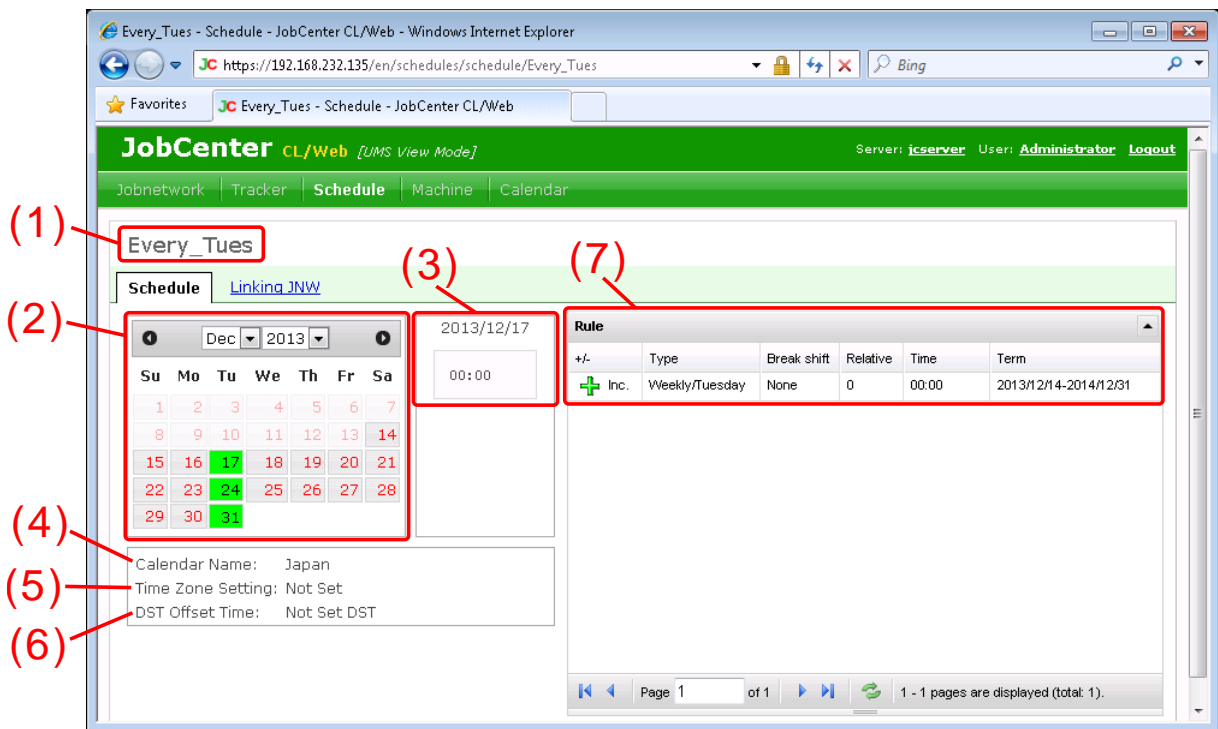 Every_Tues - Schedule - JobCenter CL/Web - Windows Internet Explorer
JC https://192.168.232.135/en/schedules/schedule/Every_Tues
Bing
Favorites
JC Every_Tues - Schedule - JobCenter CL/Web
JobCenter CL/Web [UMS View Mode]
Server: jcserver User: Administrator Logout
Jobnetwork Tracker Schedule Machine Calendar
(1)
Every_Tues
(3)
(7)
Schedule Linking JNW
(2)
Dec 2013
2013/12/17
Rule
+/- Type Break shift Relative Time Term
Su Mo Tu We Th Fr Sa
00:00
Inc. Weekly/Tuesday None 0 00:00 2013/12/14-2014/12/31
1 2 3 4 5 6 7
8 9 10 11 12 13 14
15 16 17 18 19 20 21
22 23 24 25 26 27 28
29 30 31
(4)
Calendar Name: Japan
(5)
Time Zone Setting: Not Set
DST Offset Time: Not Set DST
(6)
Page 1 of 1
1 - 1 pages are displayed (total: 1).